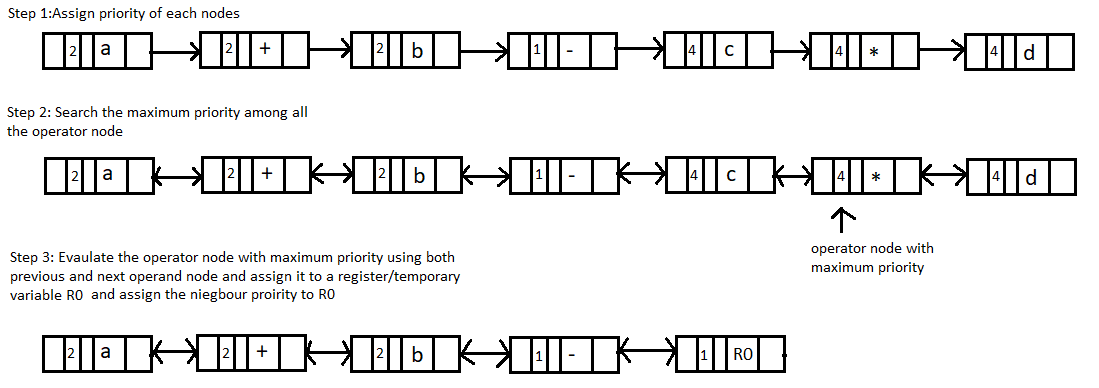 Step 1:Assign priority of each nodes
2 a 2 + 2 b 1 - 4 c 4 * 4 d
Step 2: Search the maximum priority among all
the operator node
2 a 2 + 2 b 1 - 4 c 4 * 4 d
operator node with
maximum priority
Step 3: Evaulate the operator node with maximum priority using both
previous and next operand node and assign it to a register/temporary
variable R0 and assign the niegbour proirity to R0
2 a 2 + 2 b 1 - 1 R0